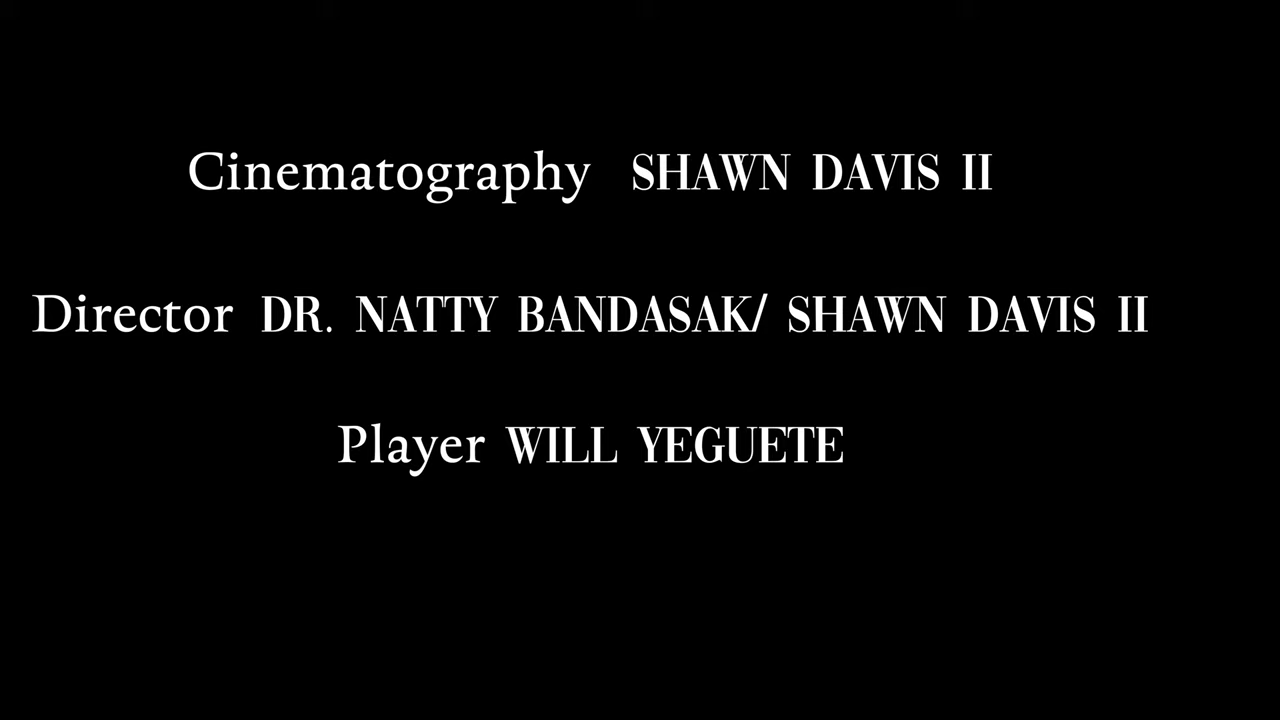 Cinematography SHAWN DAVIS II
Director DR. NATTY BANDASAK/ SHAWN DAVIS II
Player WILL YEGUETE